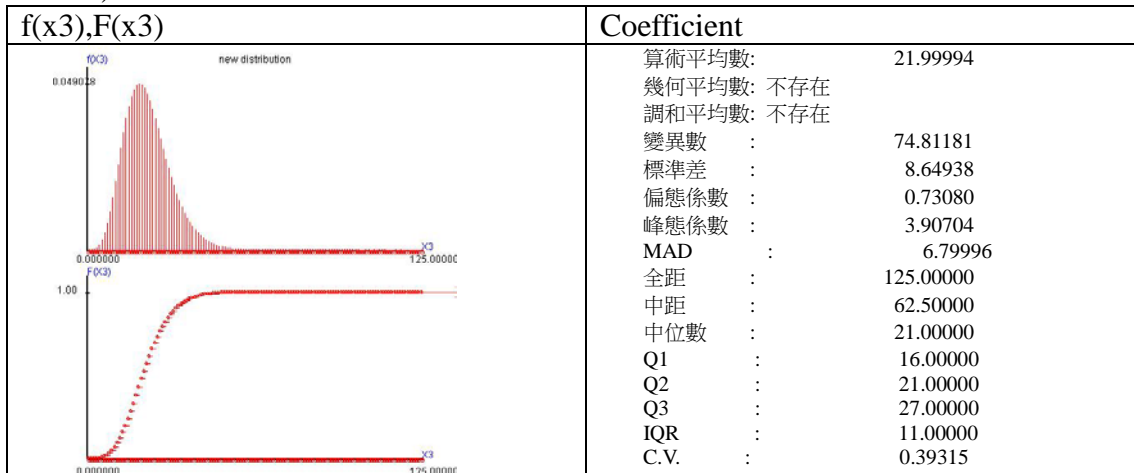 f(x3),F(x3)
Coefficient
f(X3)
new distribution
0.049028
X3
0.000000
125.00000
F(X3)
1.00
X3
0.000000
125.00000
算術平均數: 21.99994
幾何平均數: 不存在
調和平均數: 不存在
變異數 : 74.81181
標準差 : 8.64938
偏態係數 : 0.73080
峰態係數 : 3.90704
MAD : 6.79996
全距 : 125.00000
中距 : 62.50000
中位數 : 21.00000
Q1 : 16.00000
Q2 : 21.00000
Q3 : 27.00000
IQR : 11.00000
C.V. : 0.39315